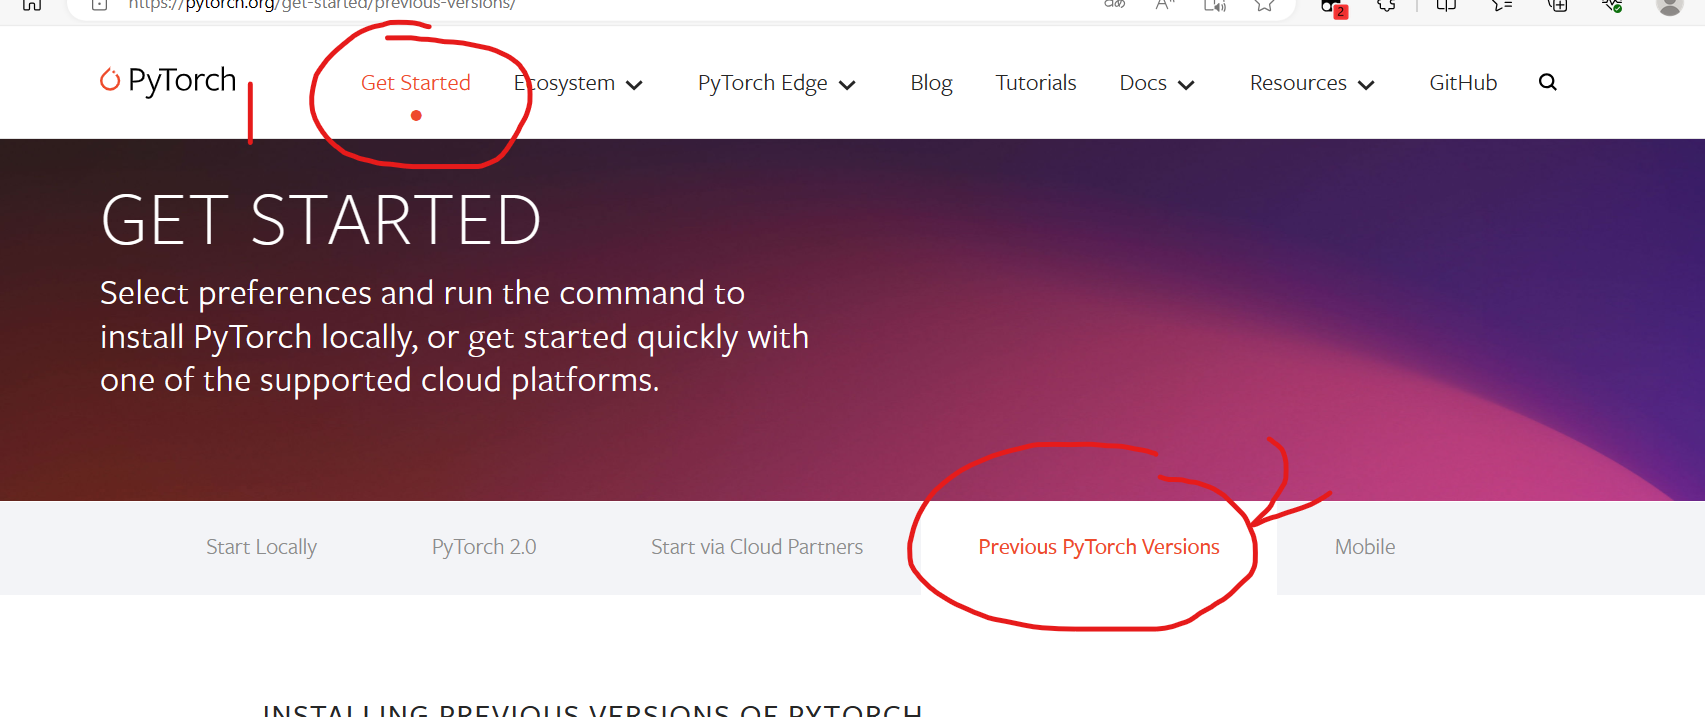 https://pytorch.org/get-started/previous-versions/
2
PyTorch
Get Started Ecosystem PyTorch Edge Blog Tutorials Docs Resources GitHub
GET STARTED
Select preferences and run the command to
install PyTorch locally, or get started quickly with
one of the supported cloud platforms.
Start Locally PyTorch 2.0 Start via Cloud Partners Previous PyTorch Versions Mobile
INSTALLING PREVIOUS VERSIONS OF PYTORCH